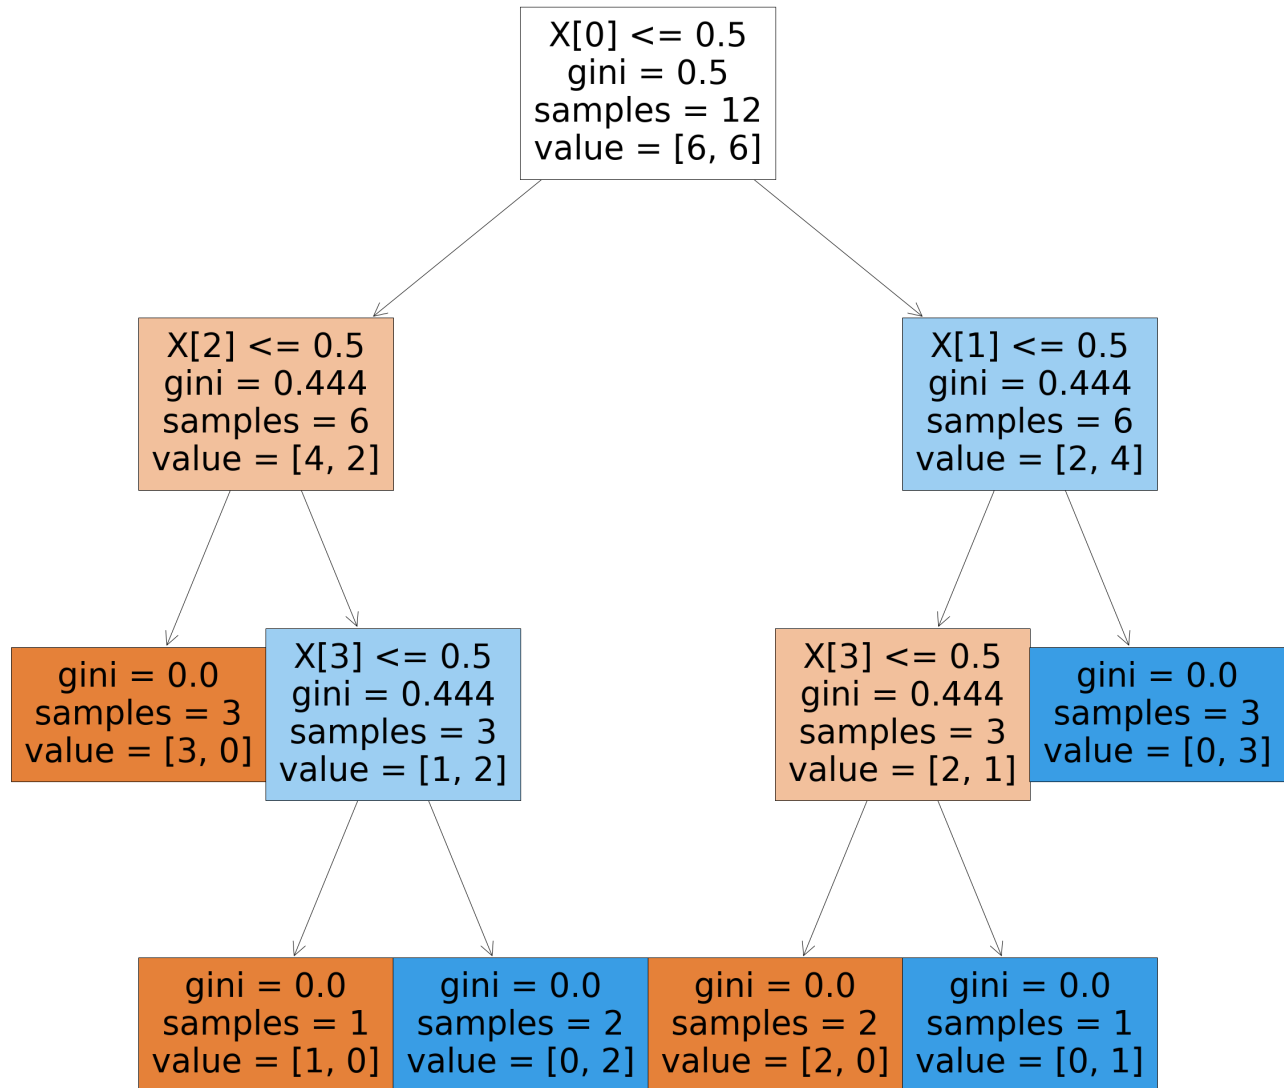 X[0] <= 0.5
gini = 0.5
samples = 12
value = [6, 6]
X[2] <= 0.5
gini = 0.444
samples = 6
value = [4, 2]
X[1] <= 0.5
gini = 0.444
samples = 6
value = [2, 4]
gini = 0.0
samples = 3
value = [3, 0]
X[3] <= 0.5
gini = 0.444
samples = 3
value = [1, 2]
X[3] <= 0.5
gini = 0.444
samples = 3
value = [2, 1]
gini = 0.0
samples = 3
value = [0, 3]
gini = 0.0
samples = 1
value = [1, 0]
gini = 0.0
samples = 2
value = [0, 2]
gini = 0.0
samples = 2
value = [2, 0]
gini = 0.0
samples = 1
value = [0, 1]